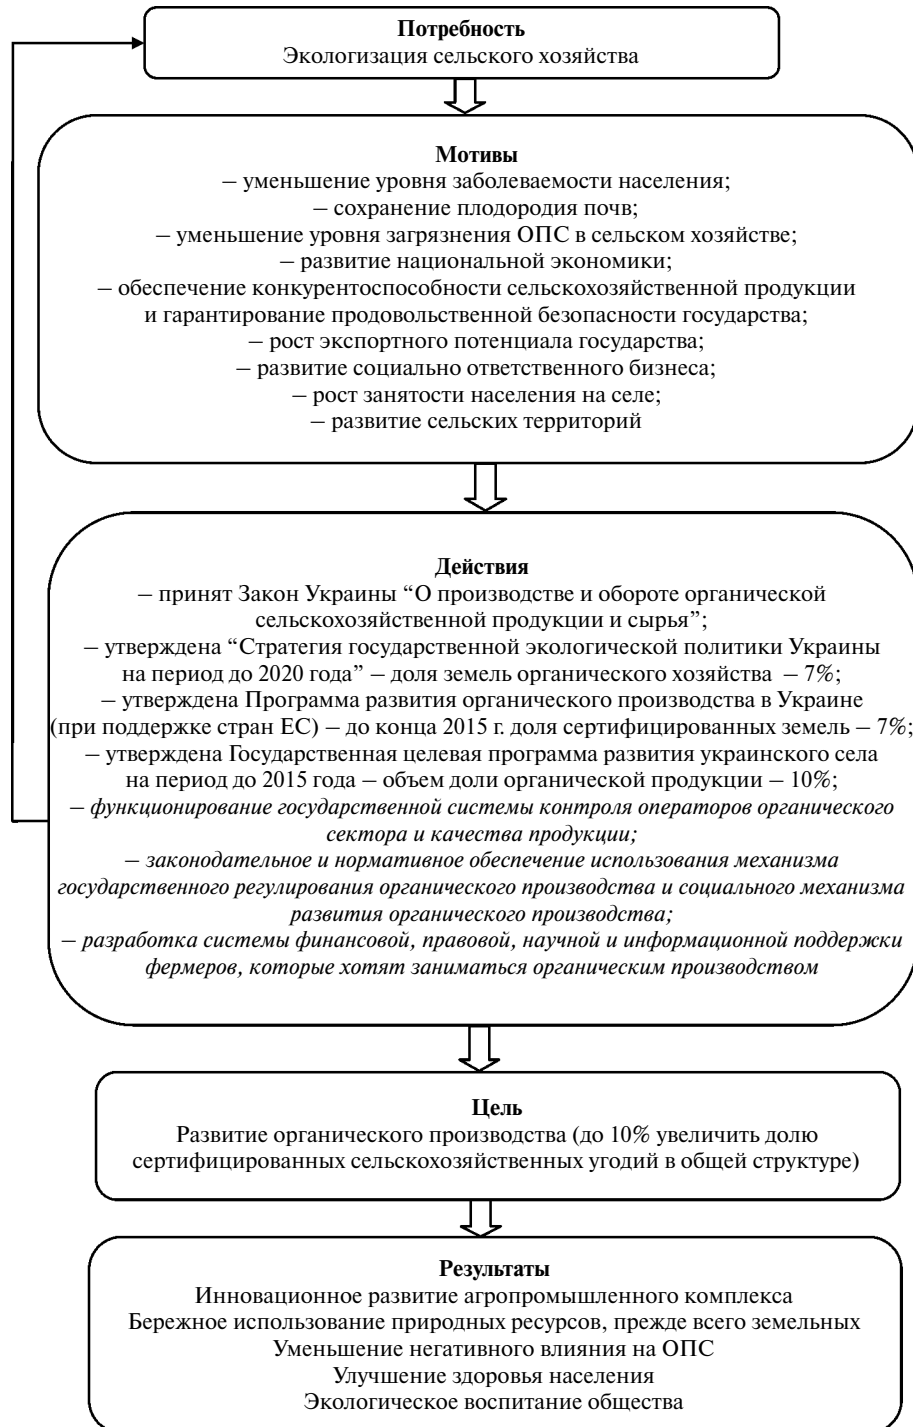 Потребность
Экологизация сельского хозяйства
Мотивы
– уменьшение уровня заболеваемости населения;
– сохранение плодородия почв;
– уменьшение уровня загрязнения ОПС в сельском хозяйстве;
– развитие национальной экономики;
– обеспечение конкурентоспособности сельскохозяйственной продукции
и гарантирование продовольственной безопасности государства;
– рост экспортного потенциала государства;
– развитие социально ответственного бизнеса;
– рост занятости населения на селе;
– развитие сельских территорий
Действия
– принят Закон Украины “О производстве и обороте органической
сельскохозяйственной продукции и сырья”;
– утверждена “Стратегия государственной экологической политики Украины
на период до 2020 года” – доля земель органического хозяйства – 7%;
– утверждена Программа развития органического производства в Украине
(при поддержке стран ЕС) – до конца 2015 г. доля сертифицированных земель – 7%;
– утверждена Государственная целевая программа развития украинского села
на период до 2015 года – объем доли органической продукции – 10%;
– функционирование государственной системы контроля операторов органического
сектора и качества продукции;
– законодательное и нормативное обеспечение использования механизма
государственного регулирования органического производства и социального механизма
развития органического производства;
– разработка системы финансовой, правовой, научной и информационной поддержки
фермеров, которые хотят заниматься органическим производством
Цель
Развитие органического производства (до 10% увеличить долю
сертифицированных сельскохозяйственных угодий в общей структуре)
Результаты
Инновационное развитие агропромышленного комплекса
Бережное использование природных ресурсов, прежде всего земельных
Уменьшение негативного влияния на ОПС
Улучшение здоровья населения
Экологическое воспитание общества